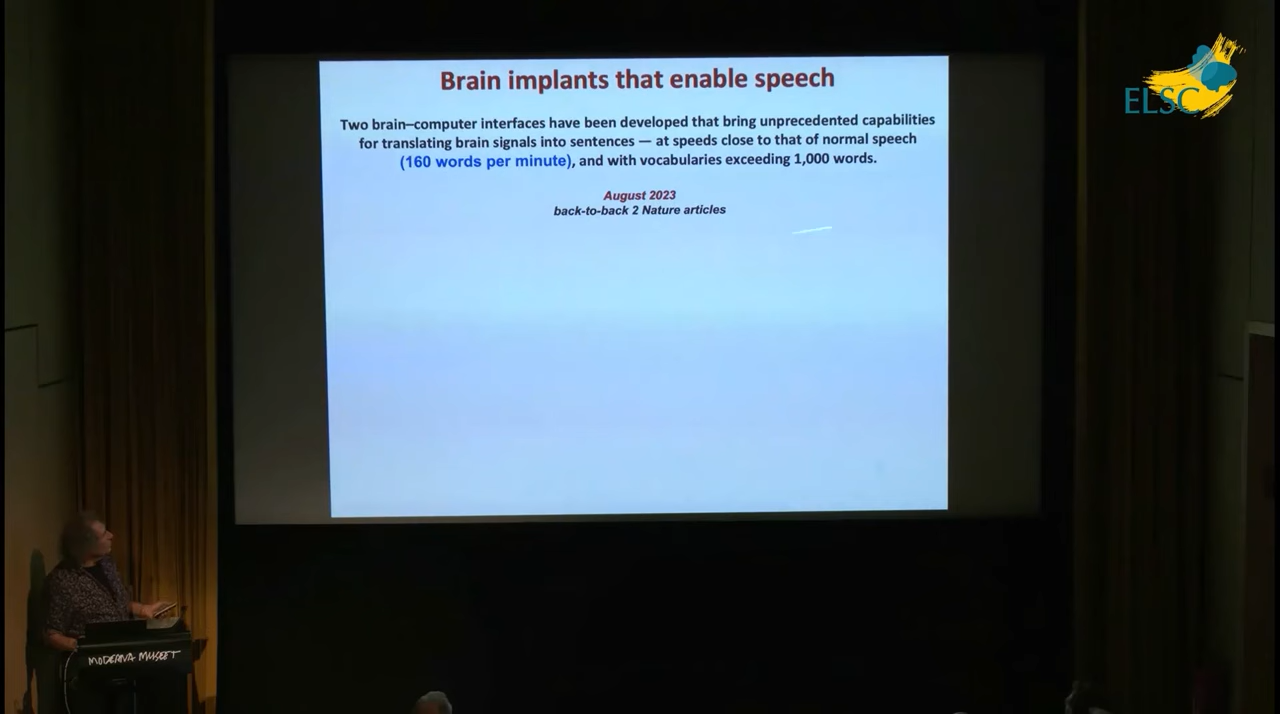 Brain implants that enable speech
Two brain–computer interfaces have been developed that bring unprecedented capabilities
for translating brain signals into sentences — at speeds close to that of normal speech
(160 words per minute), and with vocabularies exceeding 1,000 words.
August 2023
back-to-back 2 Nature articles
ELSC
MODERNA MUSEET